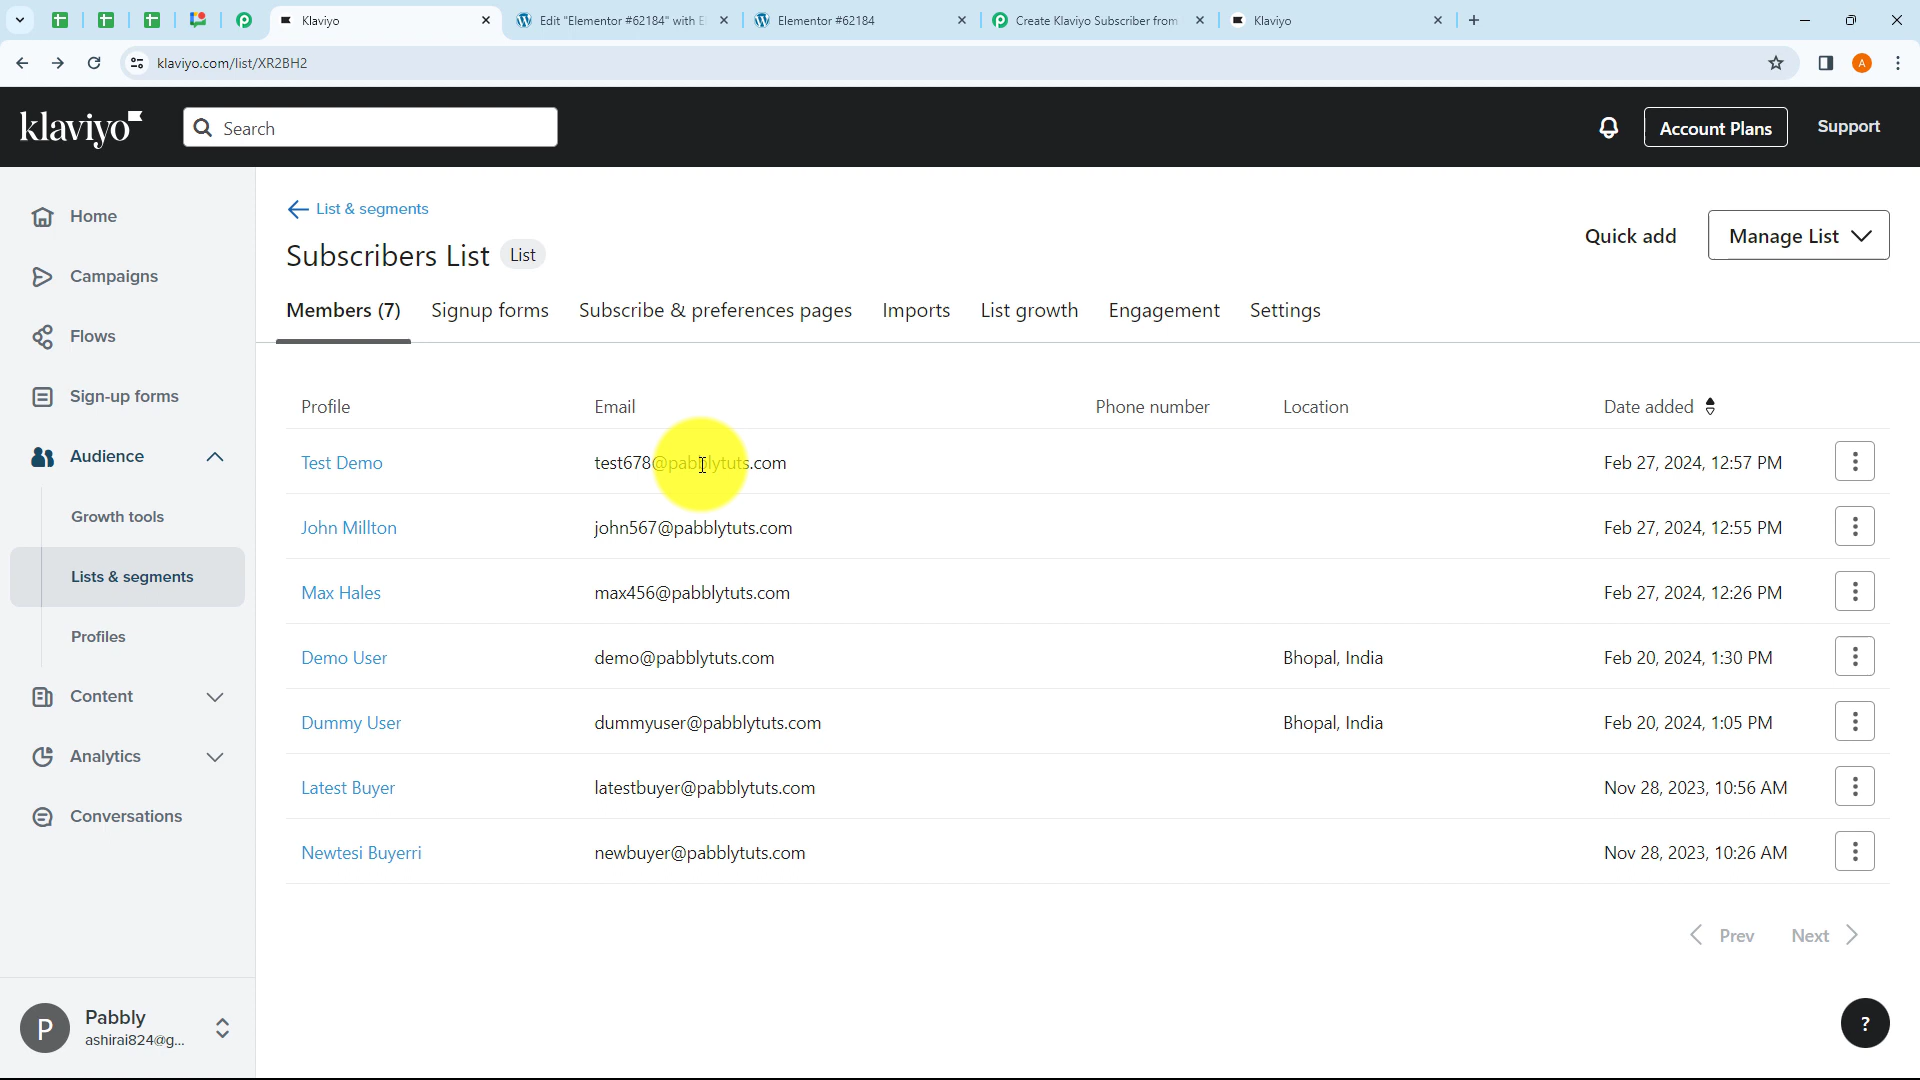 Klaviyo
Edit "Elementor #62184" with E
Elementor #62184
Create Klaviyo Subscriber from
Klaviyo
klaviyo.com/list/XR2BH2
A
klaviyo
Search
Account Plans
Support
Home
Campaigns
Flows
Sign-up forms
Audience
Growth tools
Lists & segments
Profiles
Content
Analytics
Conversations
P
Pabbly
ashirai824@g...
List & segments
Subscribers List
List
Quick add
Manage List
Members (7)
Signup forms
Subscribe & preferences pages
Imports
List growth
Engagement
Settings
Profile Email Phone number Location Date added
Test Demo test678@pabblytuts.com Feb 27, 2024, 12:57 PM
John Millton john567@pabblytuts.com Feb 27, 2024, 12:55 PM
Max Hales max456@pabblytuts.com Feb 27, 2024, 12:26 PM
Demo User demo@pabblytuts.com Bhopal, India Feb 20, 2024, 1:30 PM
Dummy User dummyuser@pabblytuts.com Bhopal, India Feb 20, 2024, 1:05 PM
Latest Buyer latestbuyer@pabblytuts.com Nov 28, 2023, 10:56 AM
Newtesi Buyerri newbuyer@pabblytuts.com Nov 28, 2023, 10:26 AM
Prev Next
?